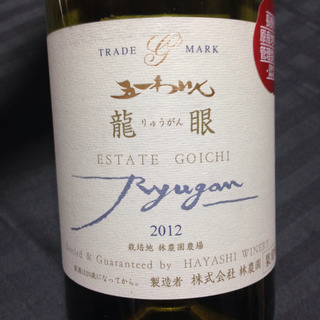 TRADE G MARK
五わいん
龍 りゅうがん 眼
ESTATE GOICHI
Ryugan
2012
栽培地 林農園農場
& Guaranteed by HAYASHI WINERY
製造者 株式会社 林農園